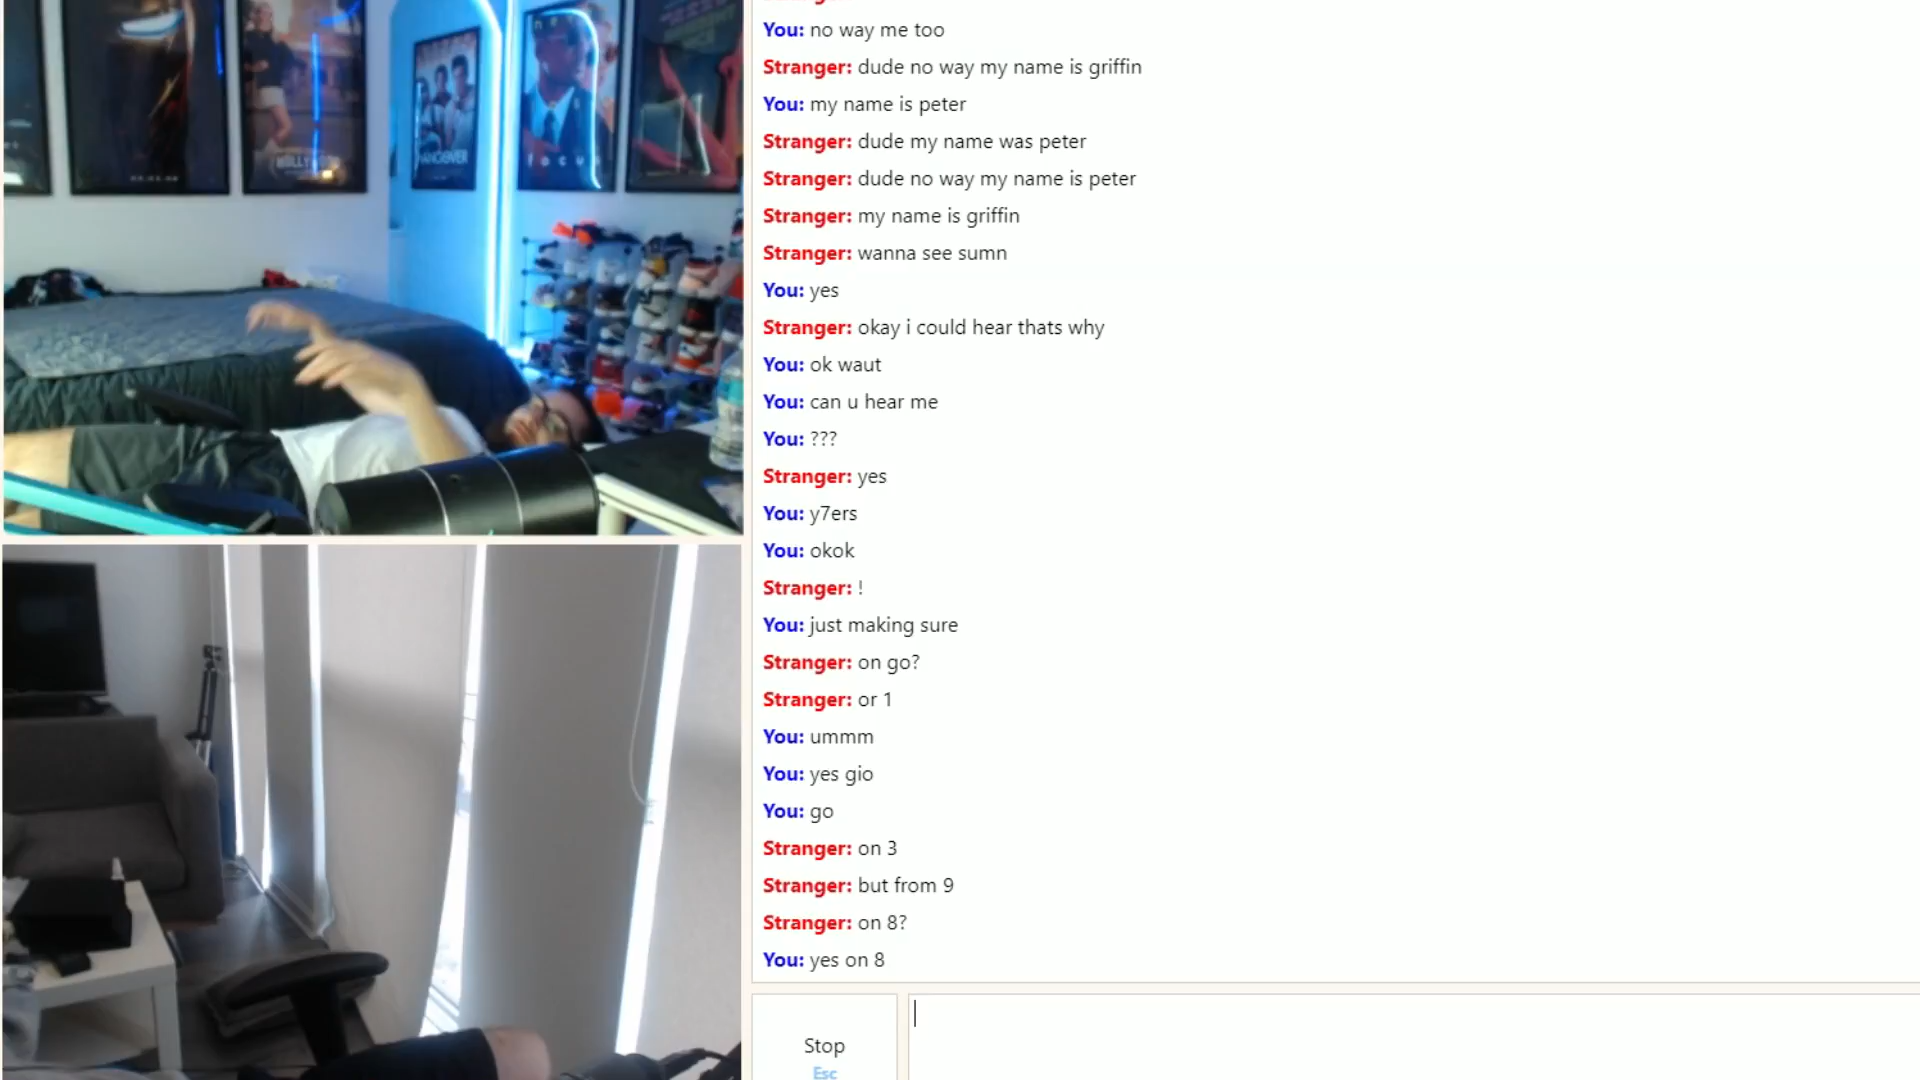 HANGOVER
focus
You: no way me too
Stranger: dude no way my name is griffin
You: my name is peter
Stranger: dude my name was peter
Stranger: dude no way my name is peter
Stranger: my name is griffin
Stranger: wanna see sumn
You: yes
Stranger: okay i could hear thats why
You: ok waut
You: can u hear me
You: ???
Stranger: yes
You: y7ers
You: okok
Stranger: !
You: just making sure
Stranger: on go?
Stranger: or 1
You: ummm
You: yes gio
You: go
Stranger: on 3
Stranger: but from 9
Stranger: on 8?
You: yes on 8
Stop
Esc